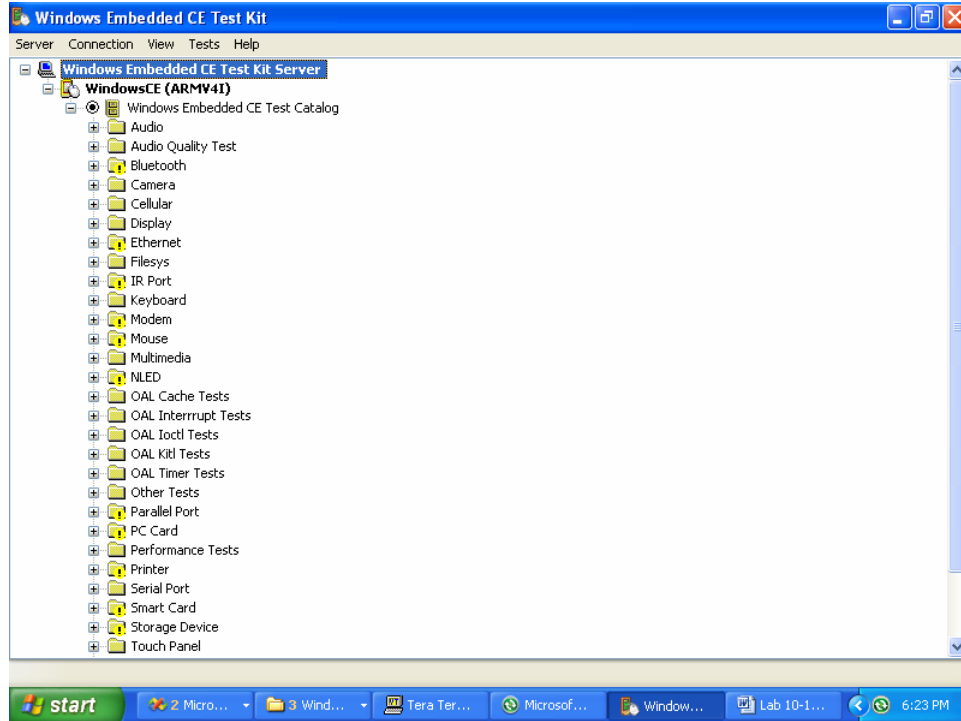 Windows Embedded CE Test Kit
Server Connection View Tests Help
Windows Embedded CE Test Kit Server
WindowsCE (ARMV4I)
Windows Embedded CE Test Catalog
Audio
Audio Quality Test
Bluetooth
Camera
Cellular
Display
Ethernet
Filesys
IR Port
Keyboard
Modem
Mouse
Multimedia
NLED
OAL Cache Tests
OAL Interrrupt Tests
OAL Ioctl Tests
OAL Kitl Tests
OAL Timer Tests
Other Tests
Parallel Port
PC Card
Performance Tests
Printer
Serial Port
Smart Card
Storage Device
Touch Panel
start 2 Micro... 3 Wind... Tera Ter... Microsof... Window... Lab 10-1... 6:23 PM